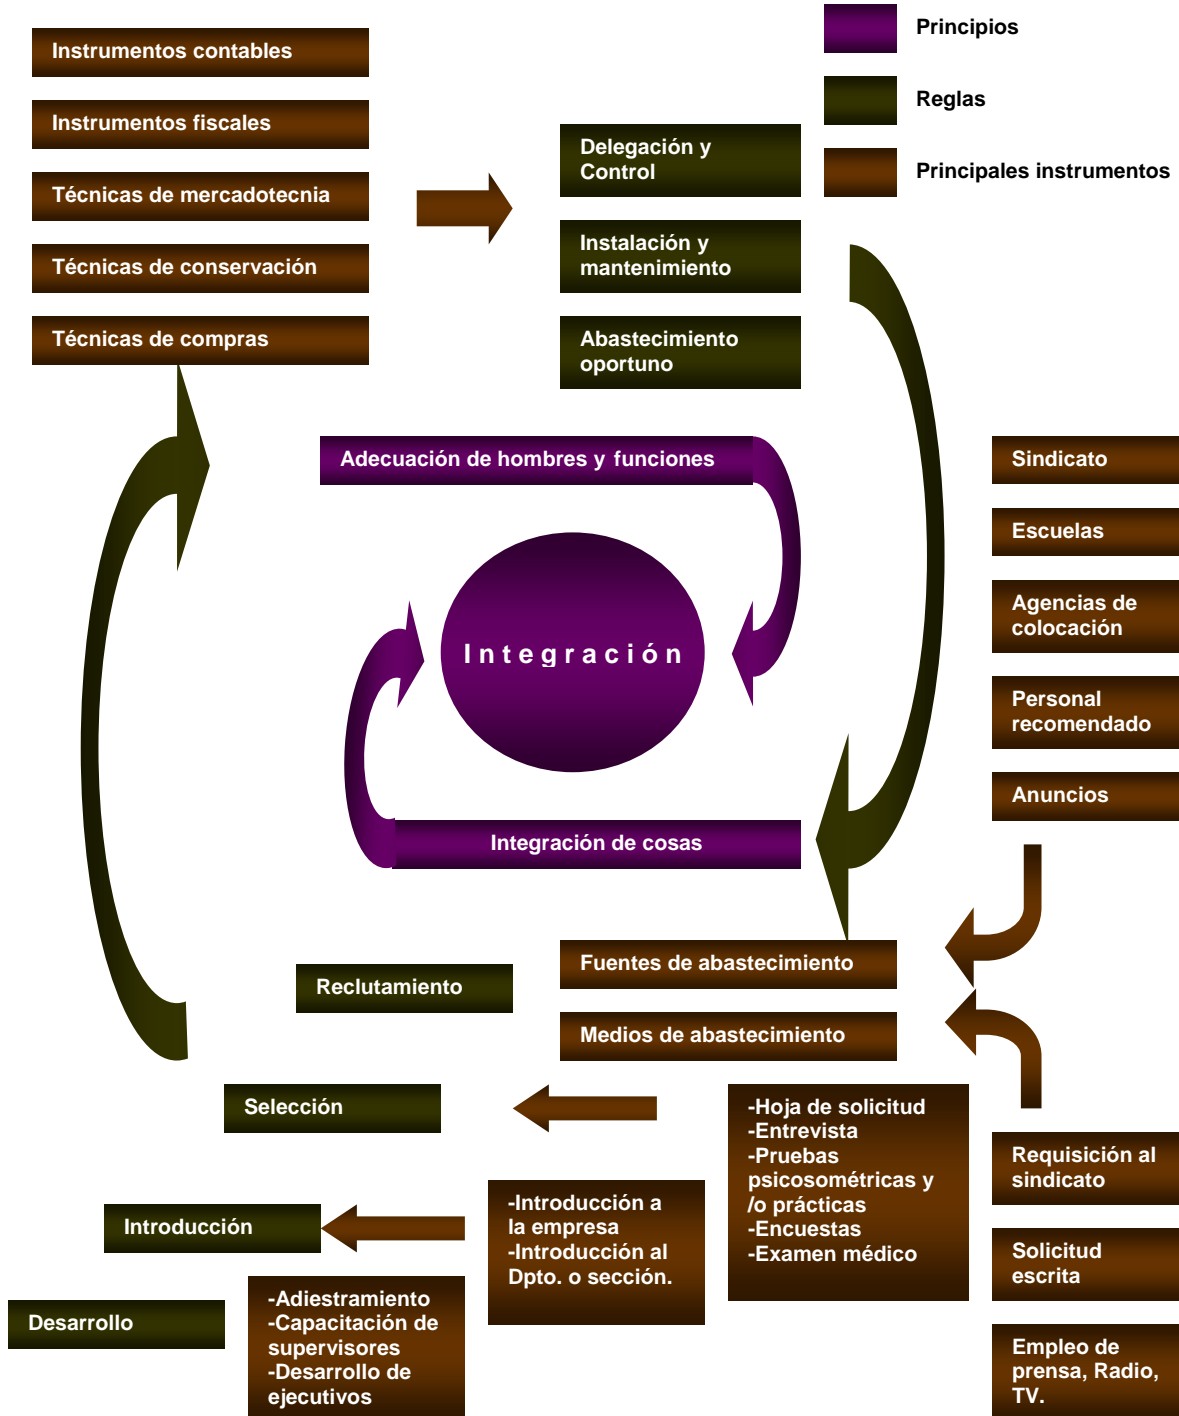 Principios
Reglas
Principales instrumentos
Instrumentos contables
Instrumentos fiscales
Técnicas de mercadotecnia
Técnicas de conservación
Técnicas de compras
Delegación y
Control
Instalación y
mantenimiento
Abastecimiento
oportuno
Adecuación de hombres y funciones
Integración
Integración de cosas
Sindicato
Escuelas
Agencias de
colocación
Personal
recomendado
Anuncios
Fuentes de abastecimiento
Reclutamiento
Medios de abastecimiento
Selección
-Hoja de solicitud
-Entrevista
-Pruebas
psicosométricas y
/o prácticas
-Encuestas
-Examen médico
Requisición al
sindicato
Solicitud
escrita
Empleo de
prensa, Radio,
TV.
Introducción
-Introducción a
la empresa
-Introducción al
Dpto. o sección.
Desarrollo
-Adiestramiento
-Capacitación de
supervisores
-Desarrollo de
ejecutivos